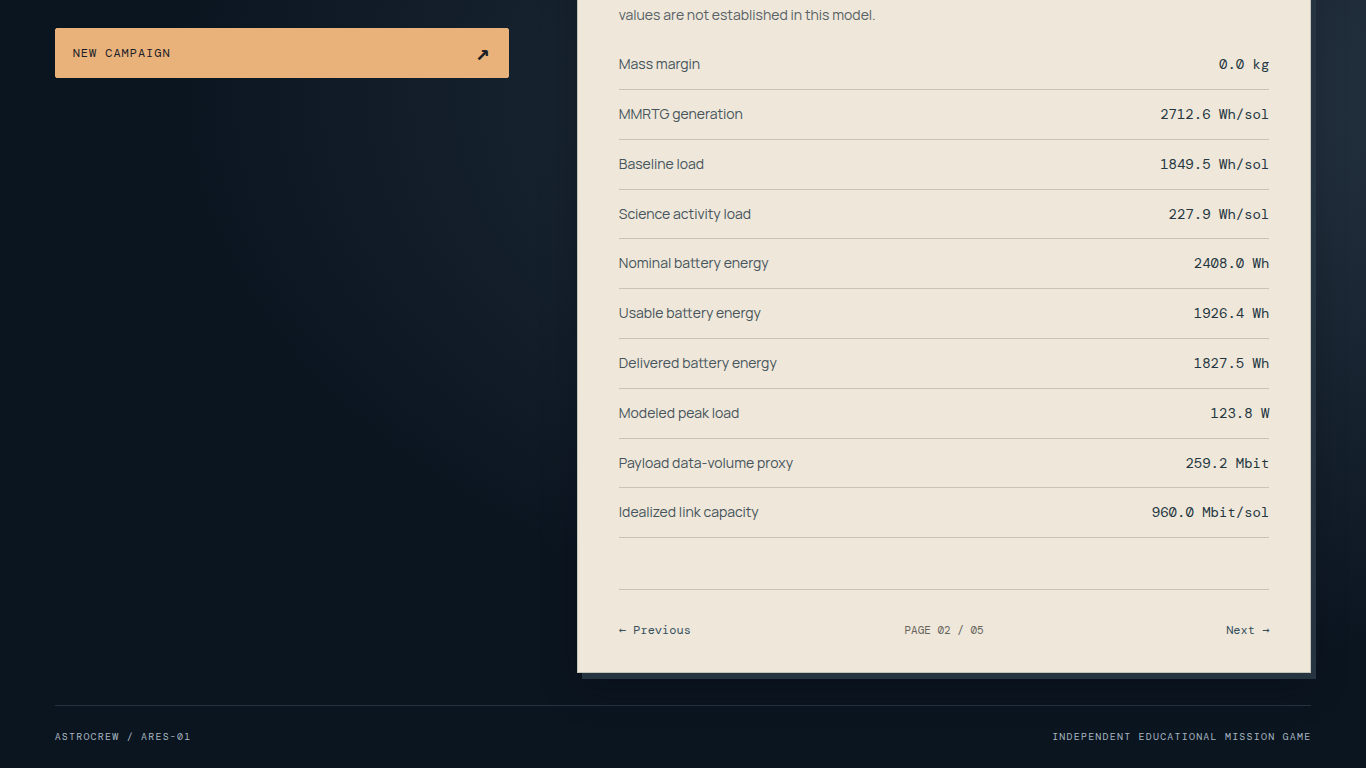 values are not established in this model.
NEW CAMPAIGN ↗
Mass margin 0.0 kg
MMRTG generation 2712.6 Wh/sol
Baseline load 1849.5 Wh/sol
Science activity load 227.9 Wh/sol
Nominal battery energy 2408.0 Wh
Usable battery energy 1926.4 Wh
Delivered battery energy 1827.5 Wh
Modeled peak load 123.8 W
Payload data-volume proxy 259.2 Mbit
Idealized link capacity 960.0 Mbit/sol
← Previous PAGE 02 / 05 Next →
ASTROCREW / ARES-01 INDEPENDENT EDUCATIONAL MISSION GAME